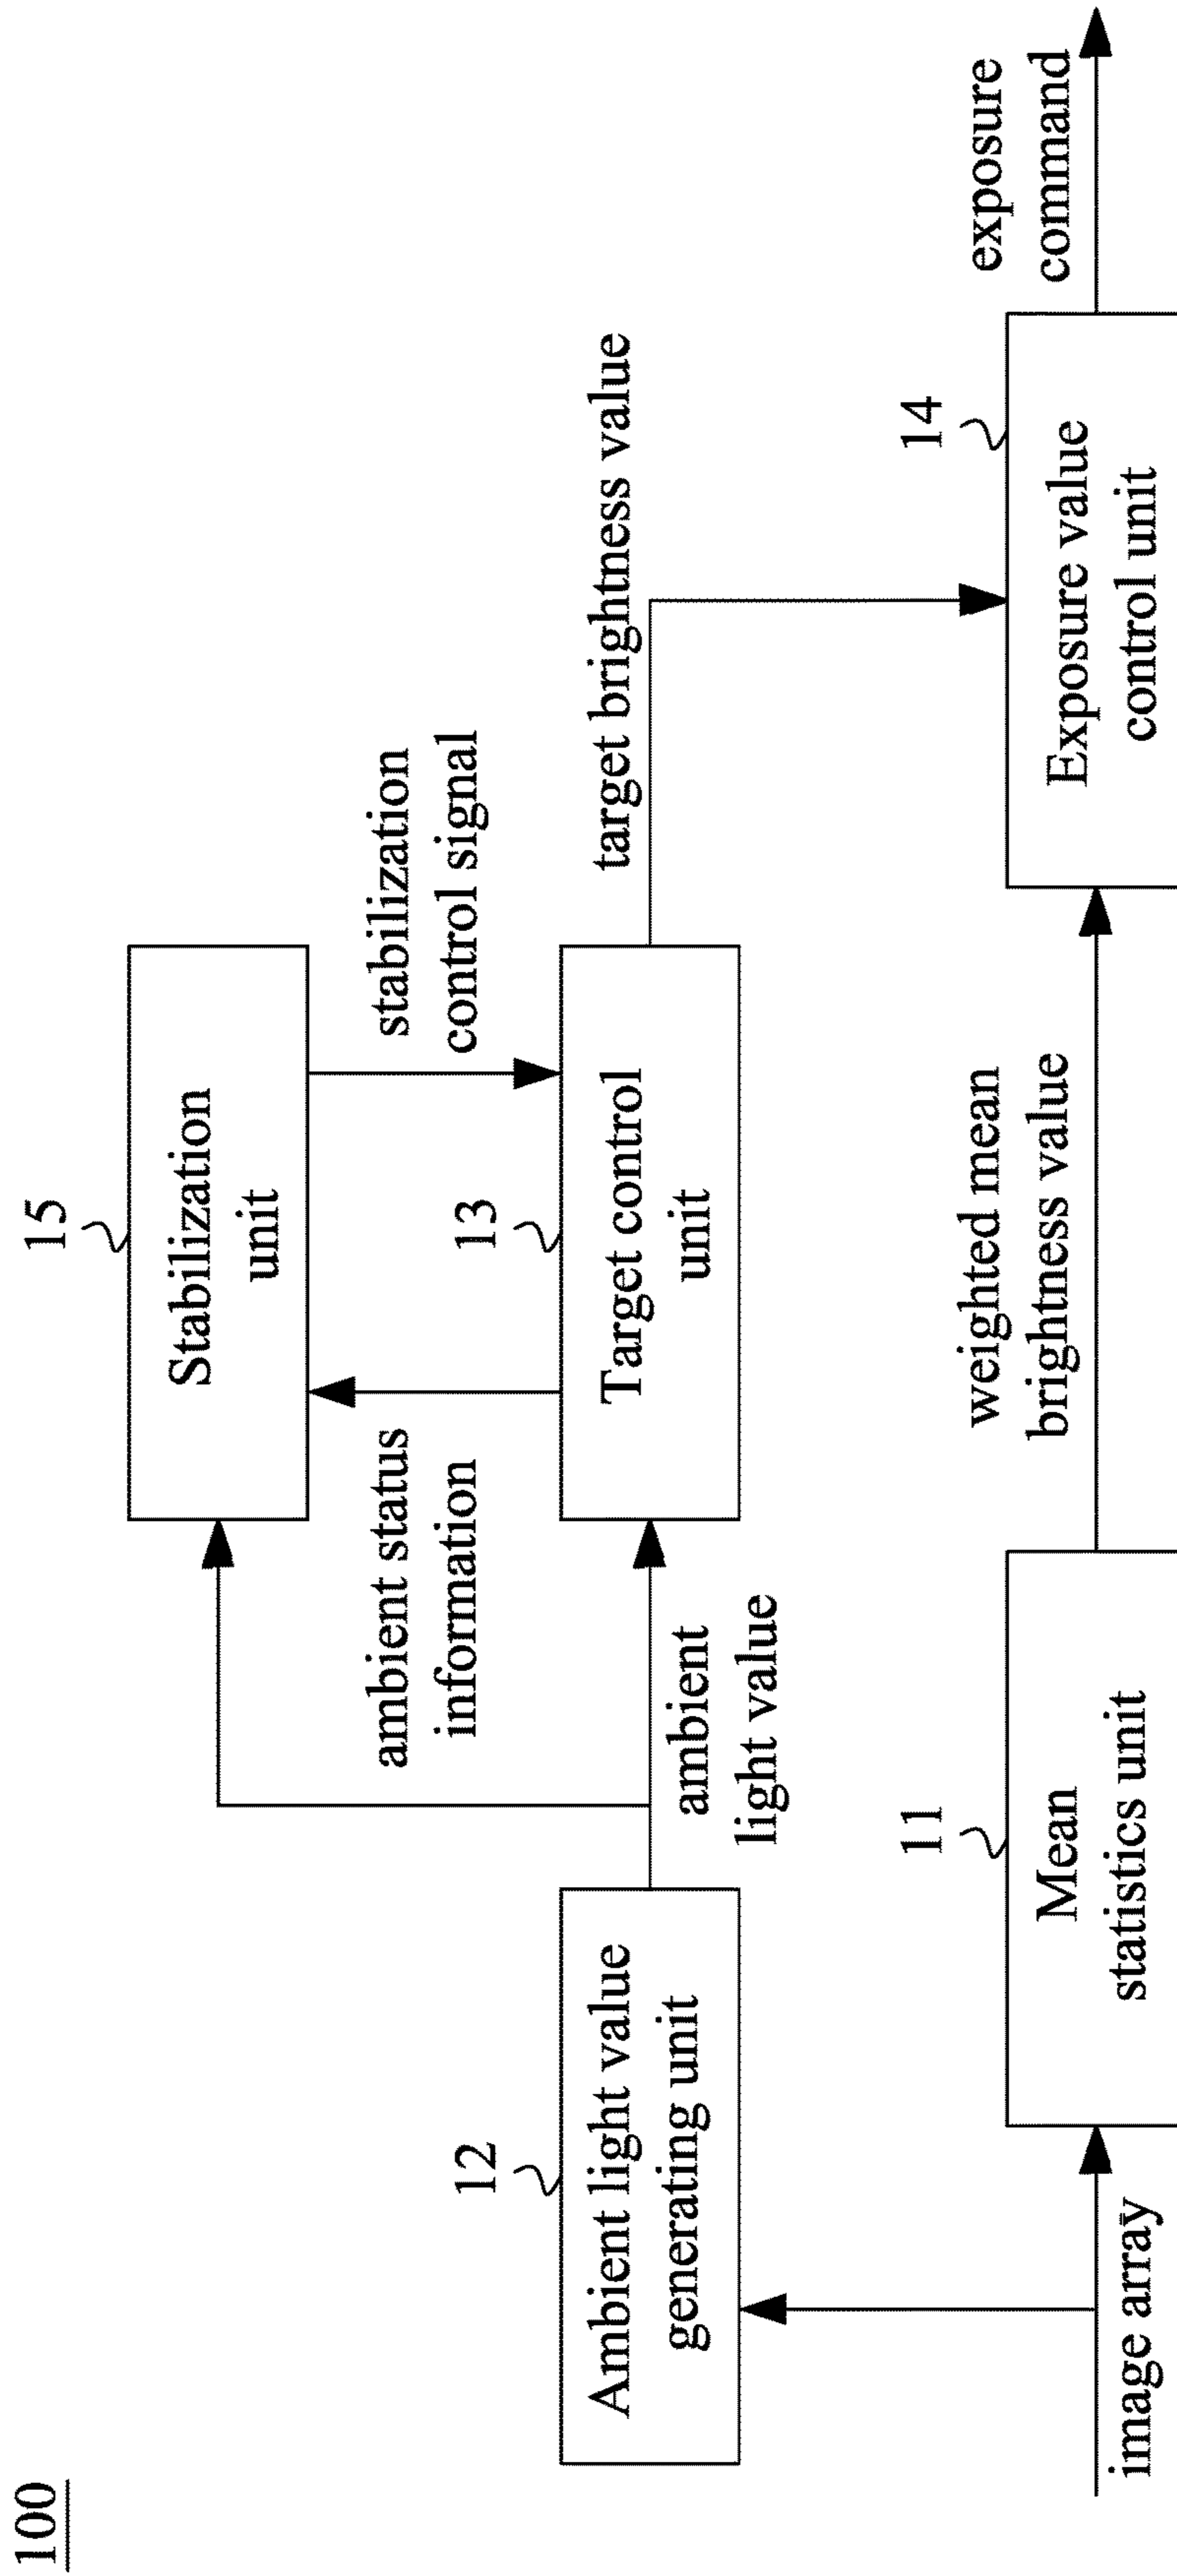 100
15
Stabilization
unit
ambient status
information
stabilization
control signal
12
Ambient light value
generating unit
ambient
light value
13
Target control
unit
target brightness value
image array
11
Mean
statistics unit
weighted mean
brightness value
14
Exposure value
control unit
exposure
command